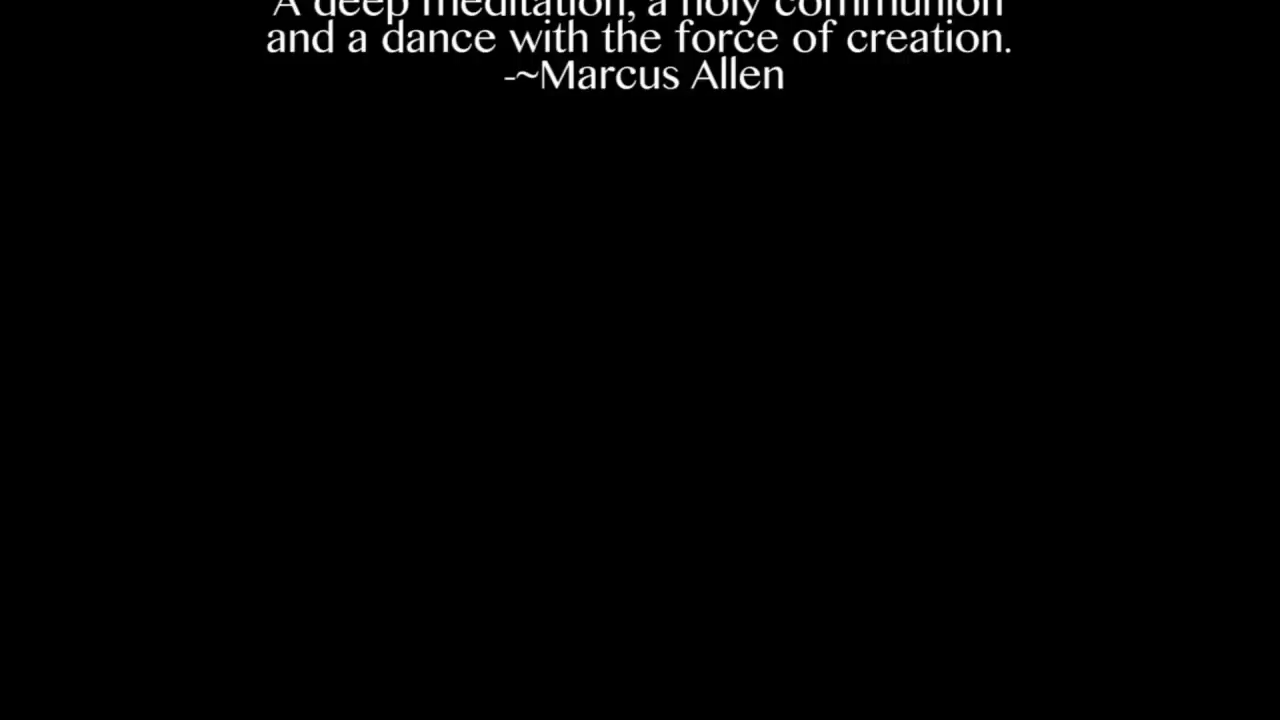 A deep meditation, a holy communion
and a dance with the force of creation.
-~Marcus Allen